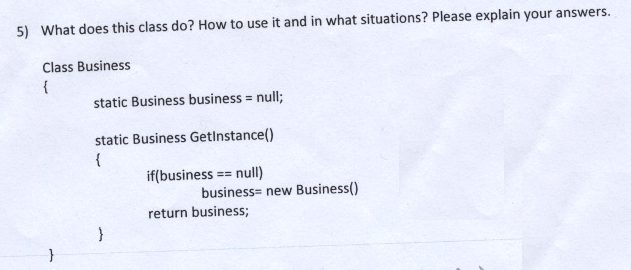 5) What does this class do? How to use it and in what situations? Please explain your answers.
Class Business
{
static Business business = null;
static Business GetInstance()
{
if(business == null)
business= new Business()
return business;
}
}